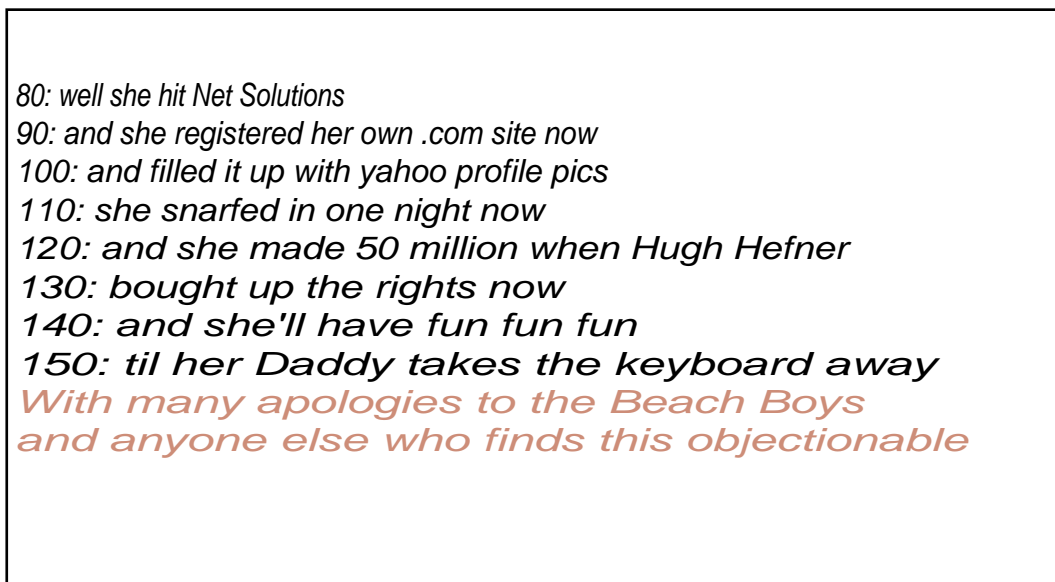 80: well she hit Net Solutions
90: and she registered her own .com site now
100: and filled it up with yahoo profile pics
110: she snarfed in one night now
120: and she made 50 million when Hugh Hefner
130: bought up the rights now
140: and she'll have fun fun fun
150: til her Daddy takes the keyboard away
With many apologies to the Beach Boys
and anyone else who finds this objectionable